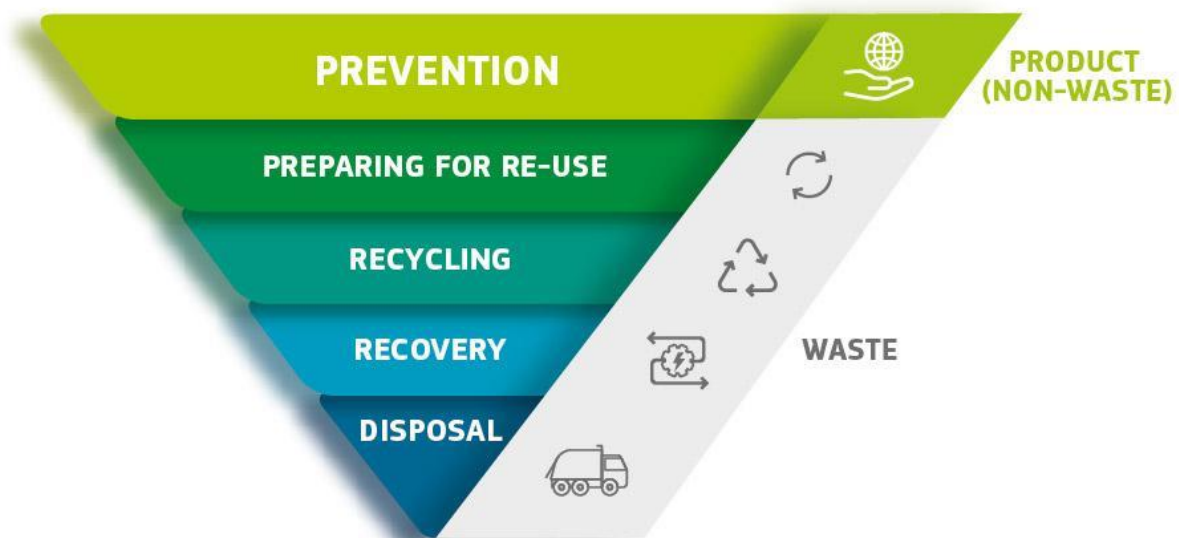 PREVENTION
PRODUCT
(NON-WASTE)
PREPARING FOR RE-USE
RECYCLING
RECOVERY
WASTE
DISPOSAL